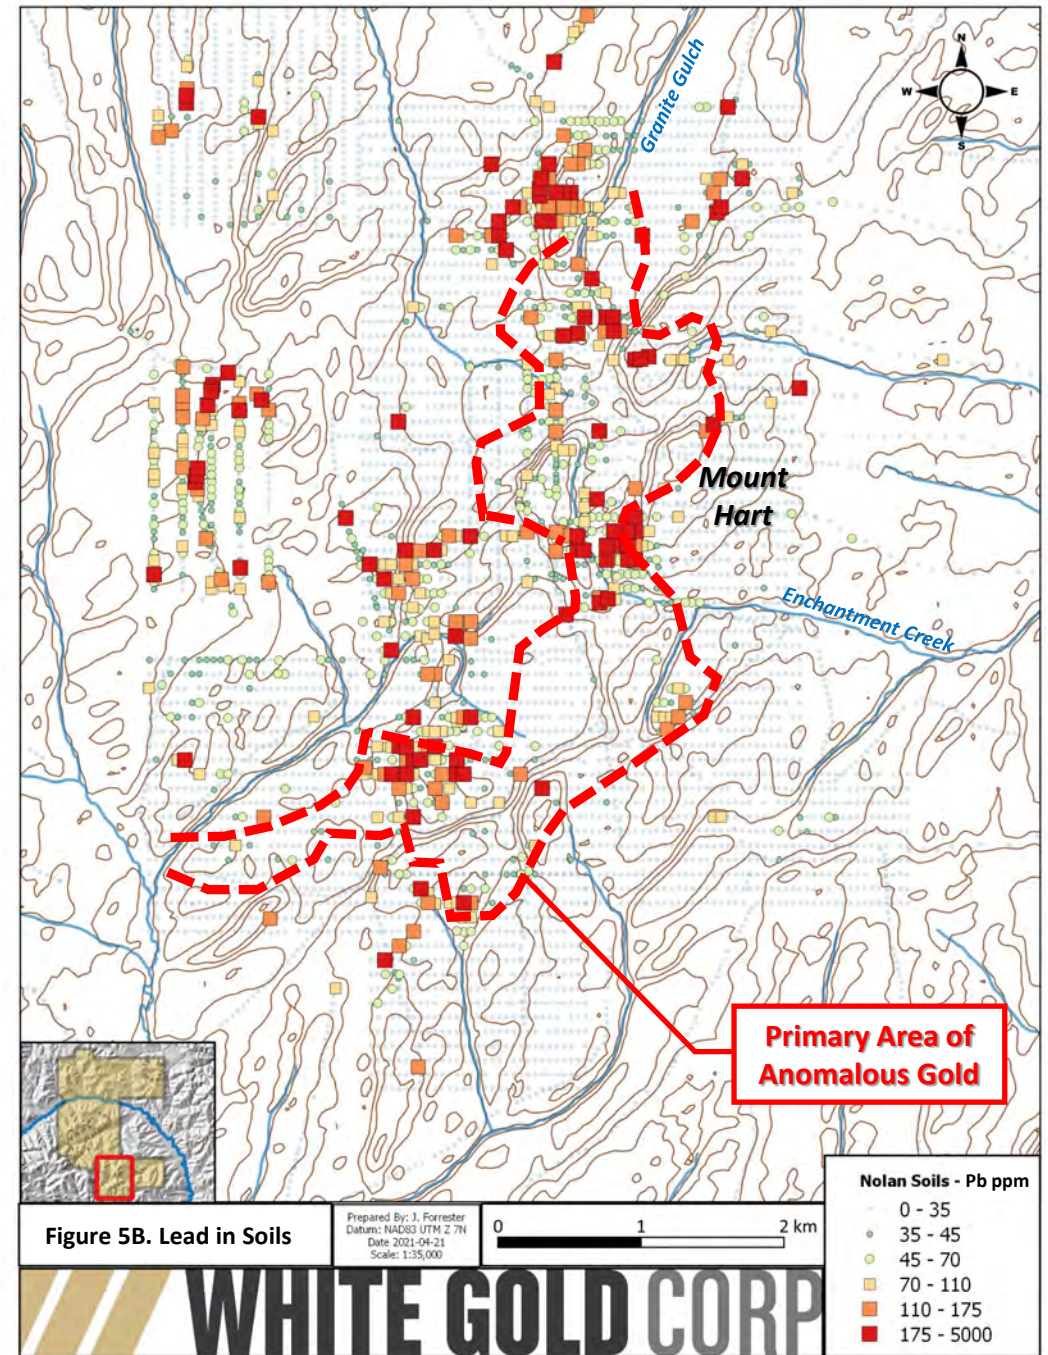 N
W
E
S
Granite Gulch
Mount
Hart
Enchantment Creek
Primary Area of
Anomalous Gold
Nolan Soils - Pb ppm
0 - 35
35 - 45
45 - 70
70 - 110
110 - 175
175 - 5000
Figure 5B. Lead in Soils
Prepared By: J. Forrester
Datum: NAD83 UTM Z 7N
Date 2021-04-21
Scale: 1:35,000
0 1 2 km
WHITE GOLD CORP